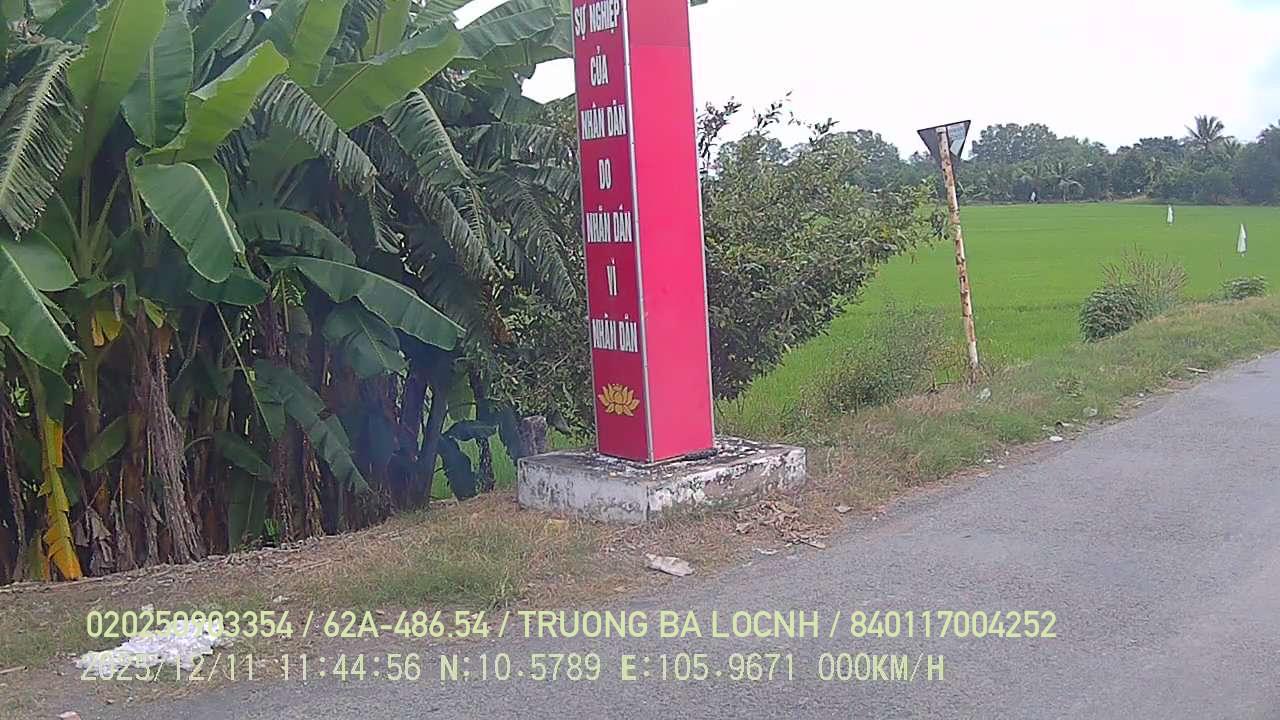 SỰ NGHIỆP
CỦA
NHÂN DÂN
DO
NHÂN DÂN
VÌ
NHÂN DÂN
020250903354 / 62A-486.54 / TRUONG BA LOCNH / 840117004252
2025/12/11 11:44:56 N:10.5789 E:105.9671 000KM/H